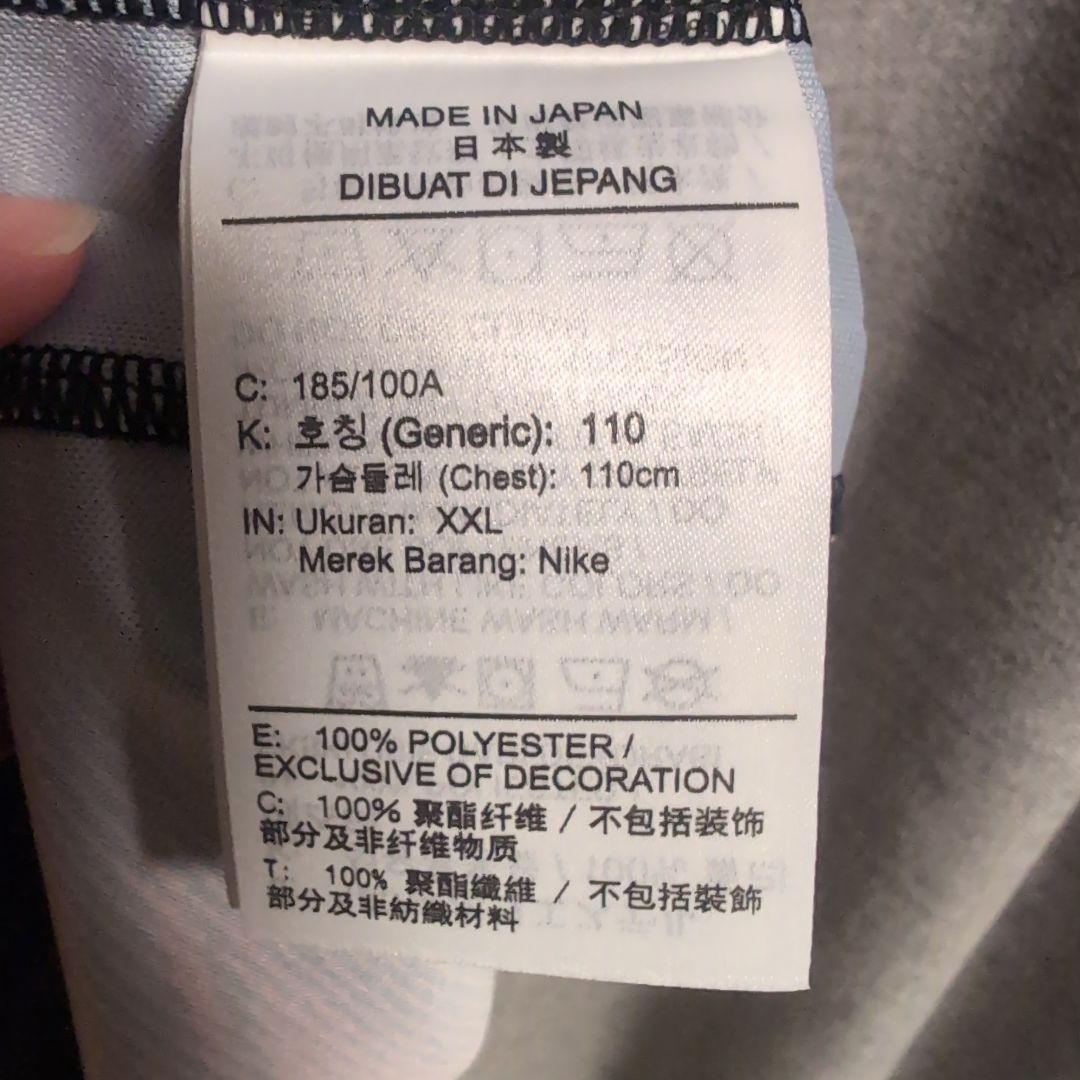 MADE IN JAPAN
日本製
DIBUAT DI JEPANG
C: 185/100A
K: 호칭 (Generic): 110
가슴둘레 (Chest): 110cm
IN: Ukuran: XXL
Merek Barang: Nike
E: 100% POLYESTER /
EXCLUSIVE OF DECORATION
C: 100% 聚酯纤维 / 不包括装饰
部分及非纤维物质
T: 100% 聚酯纖維 / 不包括裝飾
部分及非紡織材料